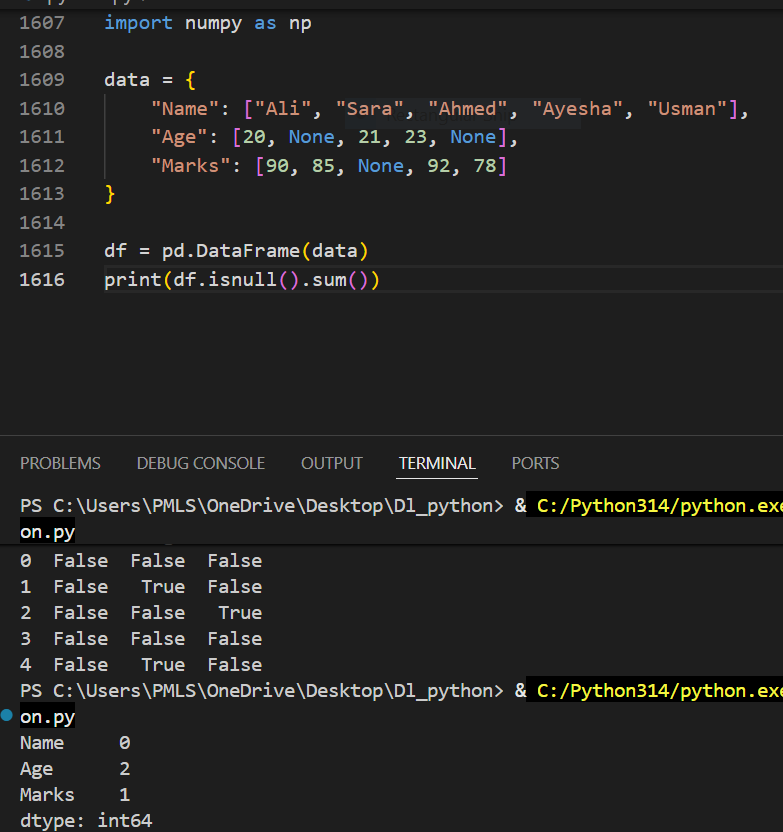 1607 import numpy as np
1608
1609 data = {
1610 "Name": ["Ali", "Sara", "Ahmed", "Ayesha", "Usman"],
1611 "Age": [20, None, 21, 23, None],
1612 "Marks": [90, 85, None, 92, 78]
1613 }
1614
1615 df = pd.DataFrame(data)
1616 print(df.isnull().sum())
PROBLEMS DEBUG CONSOLE OUTPUT TERMINAL PORTS
PS C:\Users\PMLS\OneDrive\Desktop\Dl_python> & C:/Python314/python.exe
on.py
0 False False False
1 False True False
2 False False True
3 False False False
4 False True False
PS C:\Users\PMLS\OneDrive\Desktop\Dl_python> & C:/Python314/python.exe
on.py
Name 0
Age 2
Marks 1
dtype: int64